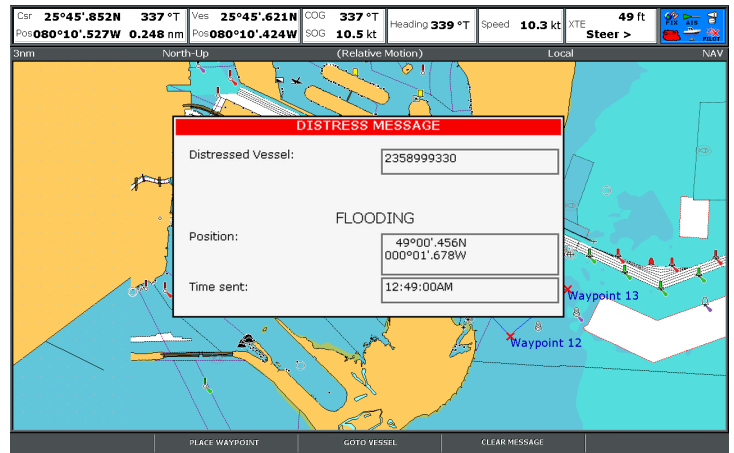 Csr 25°45'.852N 337 °T
Pos 080°10'.527W 0.248 nm
Ves 25°45'.621N
Pos 080°10'.424W
COG 337 °T
SOG 10.5 kt
Heading 339 °T
Speed 10.3 kt
XTE 49 ft
Steer >
FIX AIS
PILOT
3nm North-Up (Relative Motion) Local NAV
DISTRESS MESSAGE
Distressed Vessel: 2358999330
FLOODING
Position: 49°00'.456N
000°01'.678W
Time sent: 12:49:00AM
Waypoint 13
Waypoint 12
PLACE WAYPOINT GOTO VESSEL CLEAR MESSAGE